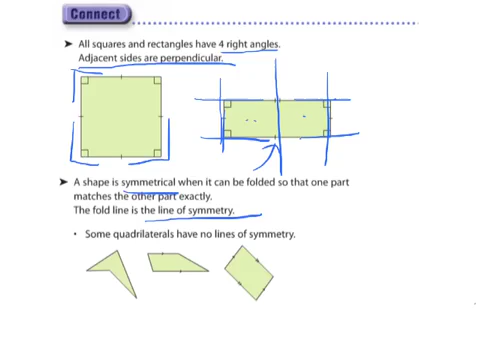 Connect
➤ All squares and rectangles have 4 right angles.
Adjacent sides are perpendicular.
➤ A shape is symmetrical when it can be folded so that one part
matches the other part exactly.
The fold line is the line of symmetry.
• Some quadrilaterals have no lines of symmetry.